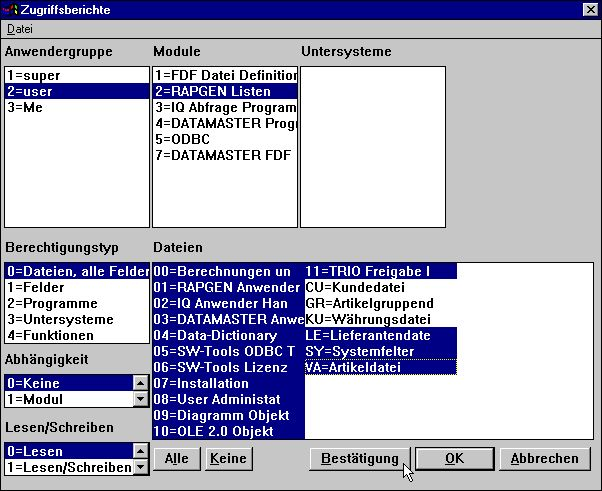 Zugriffsberichte
Datei
Anwendergruppe
1=super
2=user
3=Me
Module
1=FDF Datei Definition
2=RAPGEN Listen
3=IQ Abfrage Program
4=DATAMASTER Progr
5=ODBC
7=DATAMASTER FDF
Untersysteme
Berechtigungstyp
0=Dateien, alle Felder
1=Felder
2=Programme
3=Untersysteme
4=Funktionen
Abhängigkeit
0=Keine
1=Modul
Lesen/Schreiben
0=Lesen
1=Lesen/Schreiben
Dateien
00=Berechnungen un
01=RAPGEN Anwender
02=IQ Anwender Han
03=DATAMASTER Anwe
04=Data-Dictionary
05=SW-Tools ODBC T
06=SW-Tools Lizenz
07=Installation
08=User Administat
09=Diagramm Objekt
10=OLE 2.0 Objekt
11=TRIO Freigabe I
CU=Kundedatei
GR=Artikelgruppend
KU=Währungsdatei
LE=Lieferantendate
SY=Systemfelter
VA=Artikeldatei
Alle
Keine
Bestätigung
OK
Abbrechen